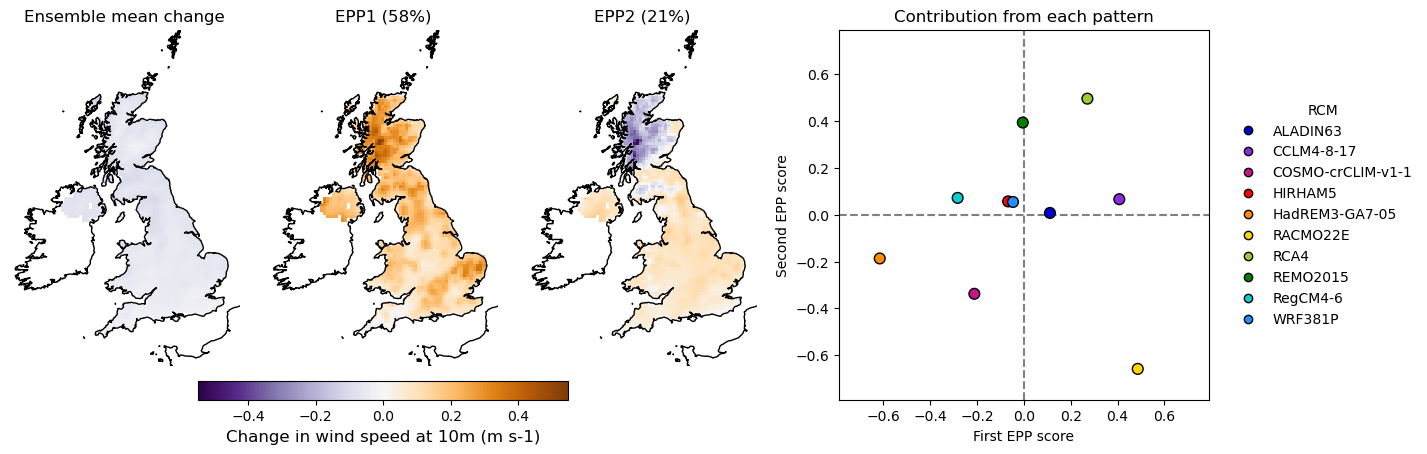 Ensemble mean change
EPP1 (58%)
EPP2 (21%)
Contribution from each pattern
−0.4
−0.2
0.0
0.2
0.4
Change in wind speed at 10m (m s-1)
Second EPP score
0.6
0.4
0.2
0.0
−0.2
−0.4
−0.6
−0.6
−0.4
−0.2
0.0
0.2
0.4
0.6
First EPP score
RCM
ALADIN63
CCLM4-8-17
COSMO-crCLIM-v1-1
HIRHAM5
HadREM3-GA7-05
RACMO22E
RCA4
REMO2015
RegCM4-6
WRF381P